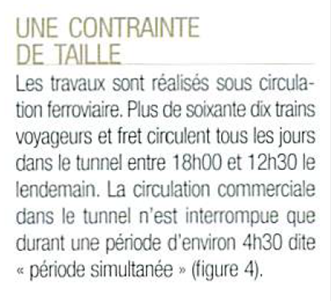 UNE CONTRAINTE
DE TAILLE
Les travaux sont réalisés sous circula-
tion ferroviaire. Plus de soixante dix trains
voyageurs et fret circulent tous les jours
dans le tunnel entre 18h00 et 12h30 le
lendemain. La circulation commerciale
dans le tunnel n'est interrompue que
durant une période d'environ 4h30 dite
« période simultanée » (figure 4).